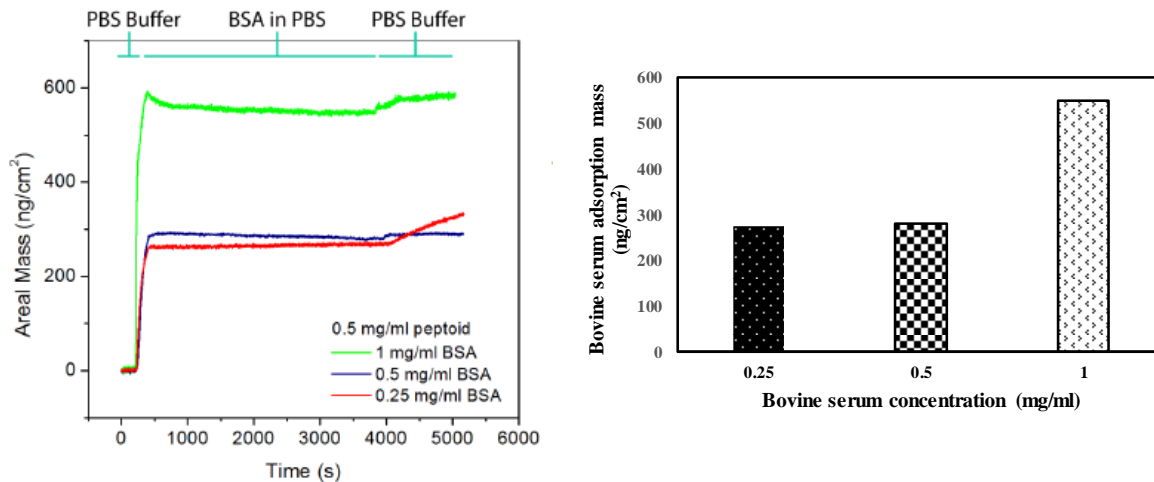 PBS Buffer BSA in PBS PBS Buffer
600
400
200
0
Areal Mass (ng/cm²)
0.5 mg/ml peptoid
1 mg/ml BSA
0.5 mg/ml BSA
0.25 mg/ml BSA
0 1000 2000 3000 4000 5000 6000
Time (s)
Bovine serum adsorption mass
(ng/cm²)
600
500
400
300
200
100
0
0.25 0.5 1
Bovine serum concentration (mg/ml)